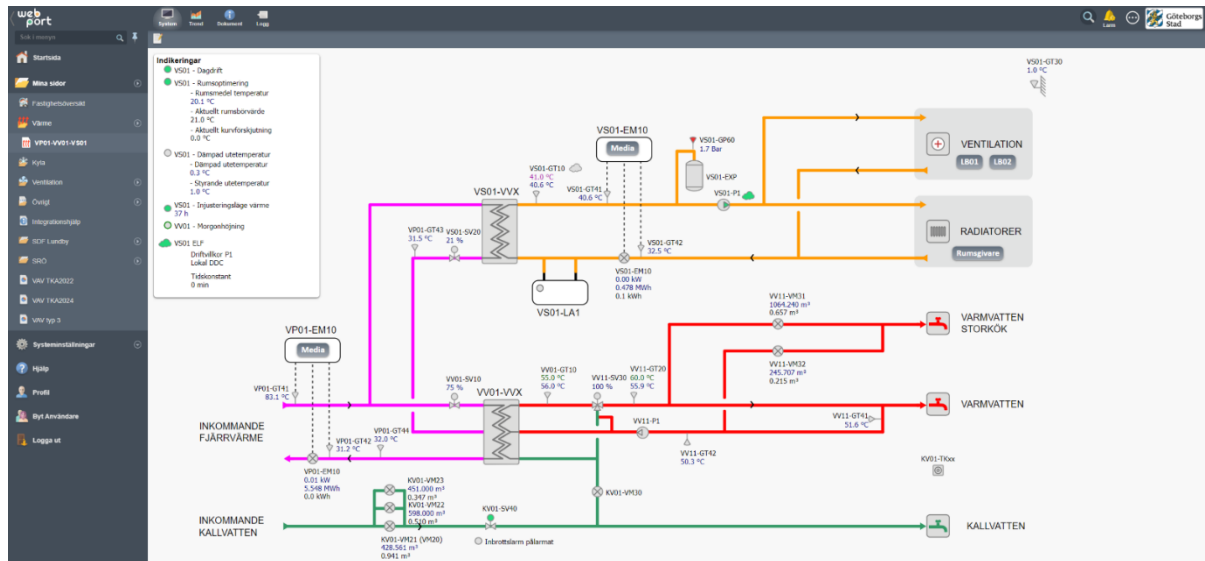 web
port
System
Trend
Dokument
Logg
Larm
Göteborgs
Stad
Sök i menyn
Startsida
Mina sidor
Fastighetsöversikt
Värme
VP01-VV01-VS01
Kyla
Ventilation
Övrigt
Integrationshjälp
SDF Lundby
SRÖ
VAV TKA2022
VAV TKA2024
VAV typ 3
Systeminställningar
Hjälp
Profil
Byt Användare
Logga ut
Indikeringar
VS01 - Dagdrift
VS01 - Rumsoptimering
- Rumsmedel temperatur
20.1 °C
- Aktuellt rumsbörvärde
21.0 °C
- Aktuell kurvförskjutning
0.0 °C
VS01 - Dämpad utetemperatur
- Dämpad utetemperatur
0.3 °C
- Styrande utetemperatur
1.0 °C
VS01 - Injusteringsläge värme
37 h
VV01 - Morgonhöjning
VS01 ELF
Driftvillkor P1
Lokal DDC
Tidskonstant
0 min
VS01-GT30
1.0 °C
VS01-EM10
Media
VS01-GP60
1.7 Bar
VS01-EXP
VENTILATION
LB01
LB02
VS01-GT10
41.0 °C
40.6 °C
VS01-GT41
40.6 °C
VS01-P1
VS01-VVX
VP01-GT43
31.5 °C
VS01-SV20
21 %
VS01-GT42
32.5 °C
RADIATORER
Rumsgivare
VS01-EM10
0.00 kW
0.478 MWh
0.1 kWh
VS01-LA1
VV11-VM31
1064.240 m³
0.657 m³
VARMVATTEN
STORKÖK
VP01-EM10
Media
VV11-VM32
245.707 m³
0.215 m³
VP01-GT41
83.1 °C
VV01-SV10
75 %
VV01-VVX
VV01-GT10
55.0 °C
56.0 °C
VV11-SV30
100 %
VV11-GT20
60.0 °C
55.9 °C
VARMVATTEN
VV11-GT41
51.6 °C
VV11-P1
VV11-GT42
50.3 °C
INKOMMANDE
FJÄRRVÄRME
VP01-GT42
31.2 °C
VP01-GT44
32.0 °C
VP01-EM10
0.01 kW
5.548 MWh
0.0 kWh
KV01-TKxx
KV01-VM23
451.000 m³
0.347 m³
KV01-VM22
598.000 m³
0.510 m³
KV01-VM30
KV01-SV40
INKOMMANDE
KALLVATTEN
KALLVATTEN
KV01-VM21 (VM20)
428.561 m³
0.941 m³
Inbrottslarm pålarmat